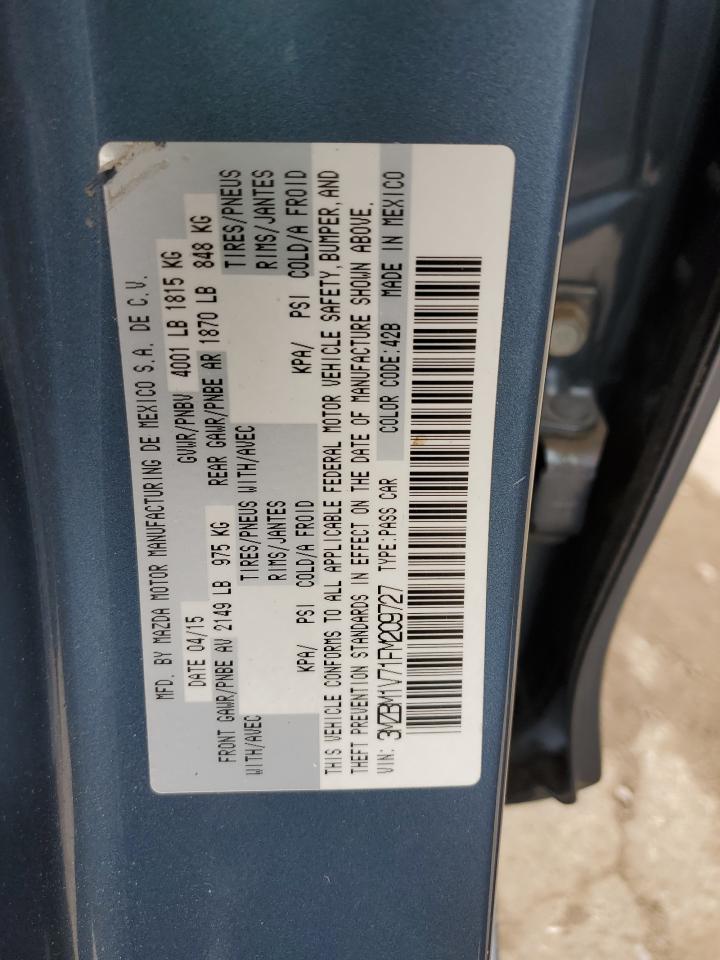 MFD. BY MAZDA MOTOR MANUFACTURING DE MEXICO S.A. DE C.V.
DATE 04/15 GVWR/PNBV 4001 LB 1815 KG
FRONT GAWR/PNBE AV 2149 LB 975 KG REAR GAWR/PNBE AR 1870 LB 848 KG
WITH/AVEC TIRES/PNEUS WITH/AVEC TIRES/PNEUS
RIMS/JANTES RIMS/JANTES
KPA/ PSI COLD/A FROID KPA/ PSI COLD/A FROID
THIS VEHICLE CONFORMS TO ALL APPLICABLE FEDERAL MOTOR VEHICLE SAFETY, BUMPER, AND
THEFT PREVENTION STANDARDS IN EFFECT ON THE DATE OF MANUFACTURE SHOWN ABOVE.
VIN: 3MZBM1V71FM209727 TYPE:PASS CAR COLOR CODE:42B MADE IN MEXICO